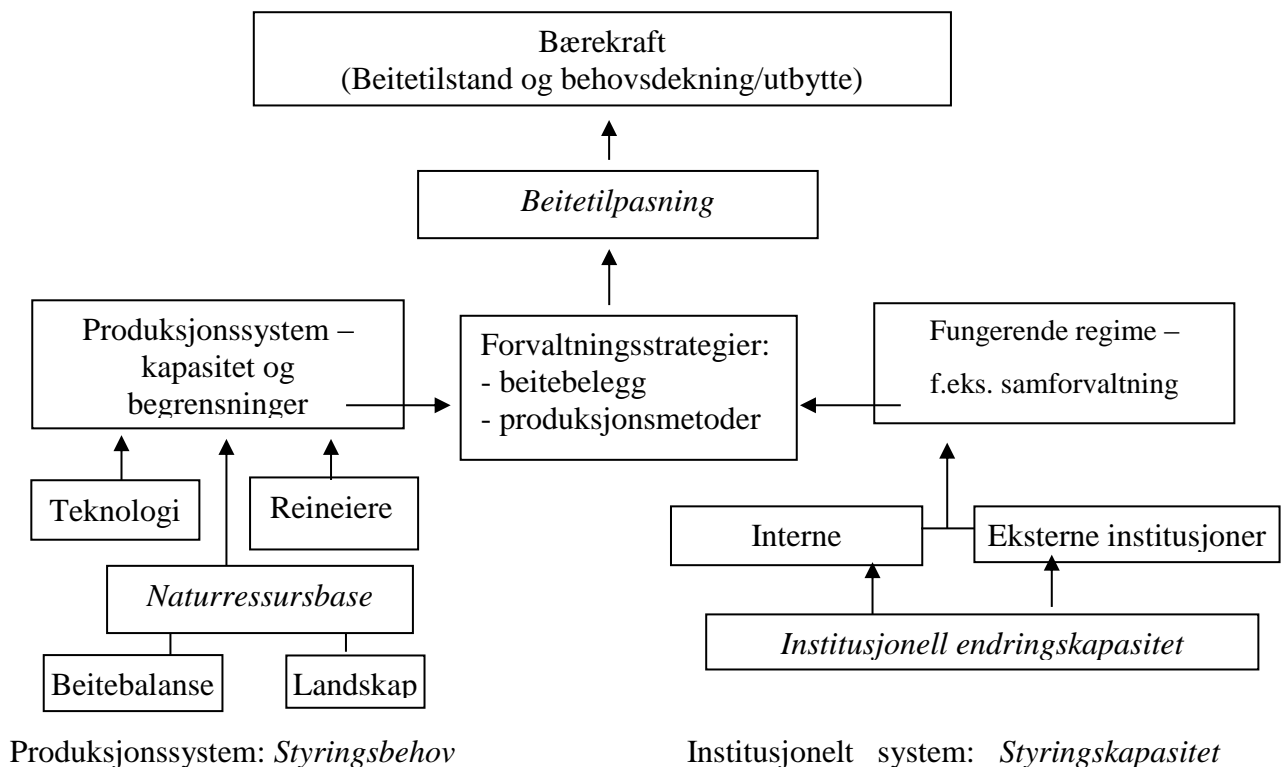 Bærekraft
(Beitetilstand og behovsdekning/utbytte)
Beitetilpasning
Produksjonssystem –
kapasitet og
begrensninger
Forvaltningsstrategier:
- beitebelegg
- produksjonsmetoder
Fungerende regime –
f.eks. samforvaltning
Teknologi
Reineiere
Interne
Eksterne institusjoner
Naturressursbase
Institusjonell endringskapasitet
Beitebalanse
Landskap
Produksjonssystem: Styringsbehov
Institusjonelt system: Styringskapasitet